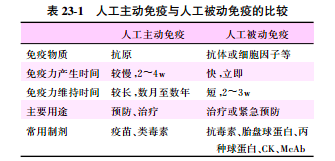 表 23-1 人工主动免疫与人工被动免疫的比较
人工主动免疫 人工被动免疫
免疫物质 抗原 抗体或细胞因子等
免疫力产生时间 较慢,2~4w 快,立即
免疫力维持时间 较长,数月至数年 短,2~3w
主要用途 预防、治疗 治疗或紧急预防
常用制剂 疫苗、类毒素 抗毒素、胎盘球蛋白、丙
种球蛋白、CK、McAb